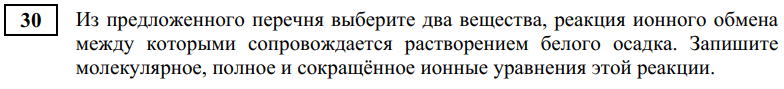 30 Из предложенного перечня выберите два вещества, реакция ионного обмена
между которыми сопровождается растворением белого осадка. Запишите
молекулярное, полное и сокращённое ионные уравнения этой реакции.